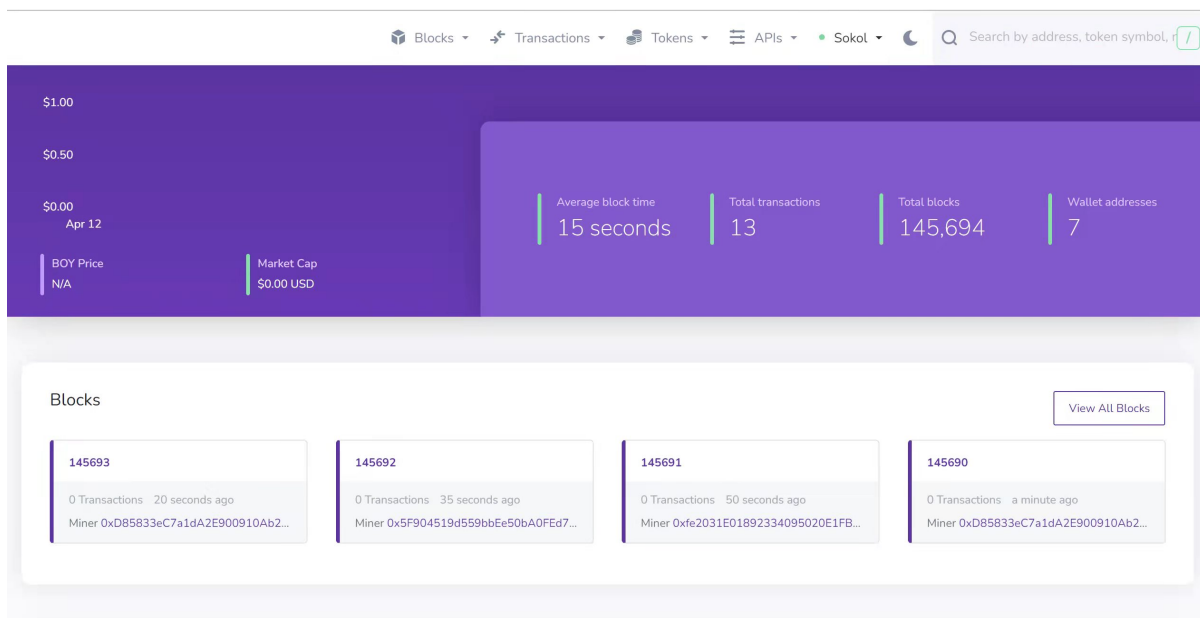 Blocks Transactions Tokens APIs Sokol Search by address, token symbol, r /
$1.00
$0.50
$0.00
Apr 12
BOY Price
N/A
Market Cap
$0.00 USD
Average block time
15 seconds
Total transactions
13
Total blocks
145,694
Wallet addresses
7
Blocks
View All Blocks
145693
0 Transactions 20 seconds ago
Miner 0xD85833eC7a1dA2E900910Ab2...
145692
0 Transactions 35 seconds ago
Miner 0x5F904519d559bbEe50bA0FEd7...
145691
0 Transactions 50 seconds ago
Miner 0xfe2031E01892334095020E1FB...
145690
0 Transactions a minute ago
Miner 0xD85833eC7a1dA2E900910Ab2...